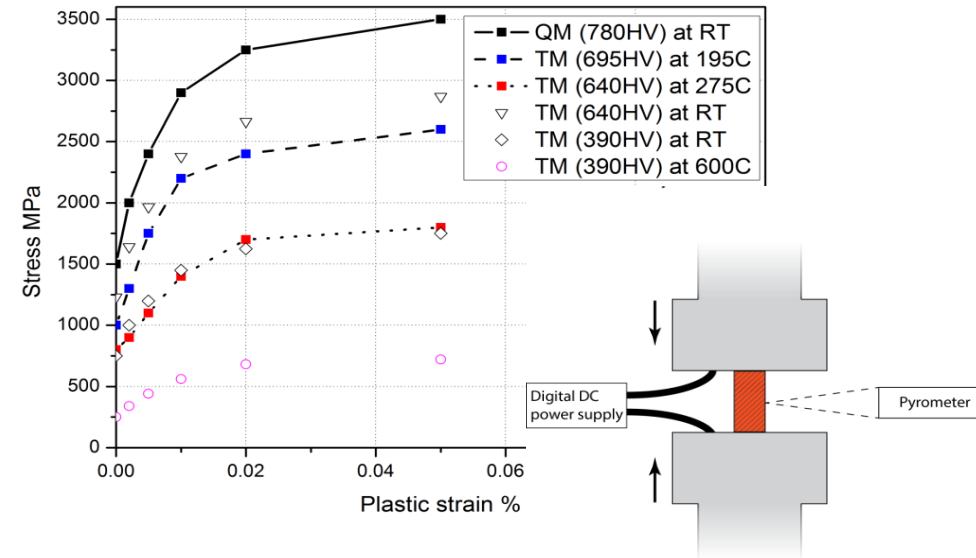 3500
3000
2500
2000
1500
1000
500
0
Stress MPa
0.00
0.02
0.04
0.06
Plastic strain %
QM (780HV) at RT
TM (695HV) at 195C
TM (640HV) at 275C
TM (640HV) at RT
TM (390HV) at RT
TM (390HV) at 600C
Digital DC
power supply
Pyrometer